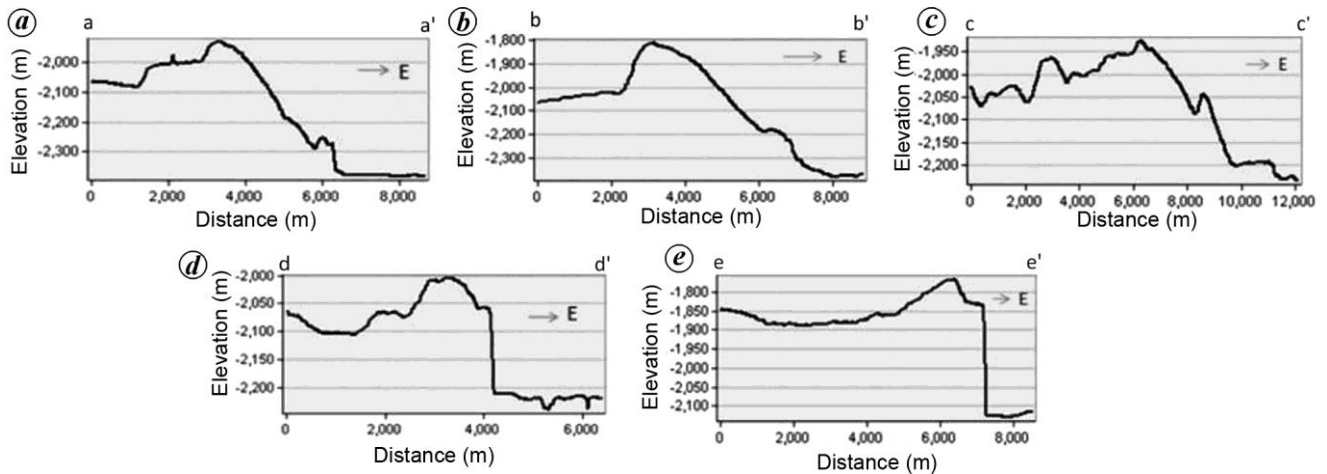 a a a'
Elevation (m)
-2,000
-2,100
-2,200
-2,300
→ E
0 2,000 4,000 6,000 8,000
Distance (m)
b b b'
Elevation (m)
-1,800
-1,900
-2,000
-2,100
-2,200
-2,300
→ E
0 2,000 4,000 6,000 8,000
Distance (m)
c c c'
Elevation (m)
-1,950
-2,000
-2,050
-2,100
-2,150
-2,200
→ E
0 2,000 4,000 6,000 8,000 10,000 12,000
Distance (m)
d d d'
Elevation (m)
-2,000
-2,050
-2,100
-2,150
-2,200
→ E
0 2,000 4,000 6,000
Distance (m)
e e e'
Elevation (m)
-1,800
-1,850
-1,900
-1,950
-2,000
-2,050
-2,100
→ E
0 2,000 4,000 6,000 8,000
Distance (m)